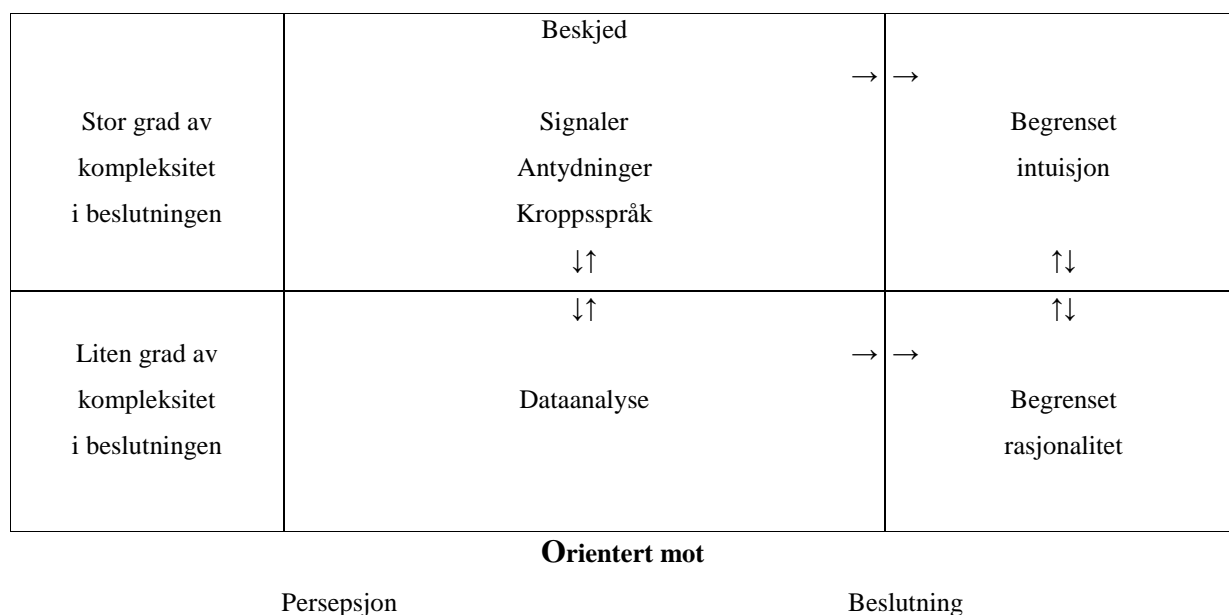 Beskjed
→ →
Stor grad av
kompleksitet
i beslutningen
Signaler
Antydninger
Kroppsspråk
↓↑
Begrenset
intuisjon
↑↓
↓↑
↑↓
Liten grad av
kompleksitet
i beslutningen
→ →
Dataanalyse
Begrenset
rasjonalitet
Orientert mot
Persepsjon
Beslutning